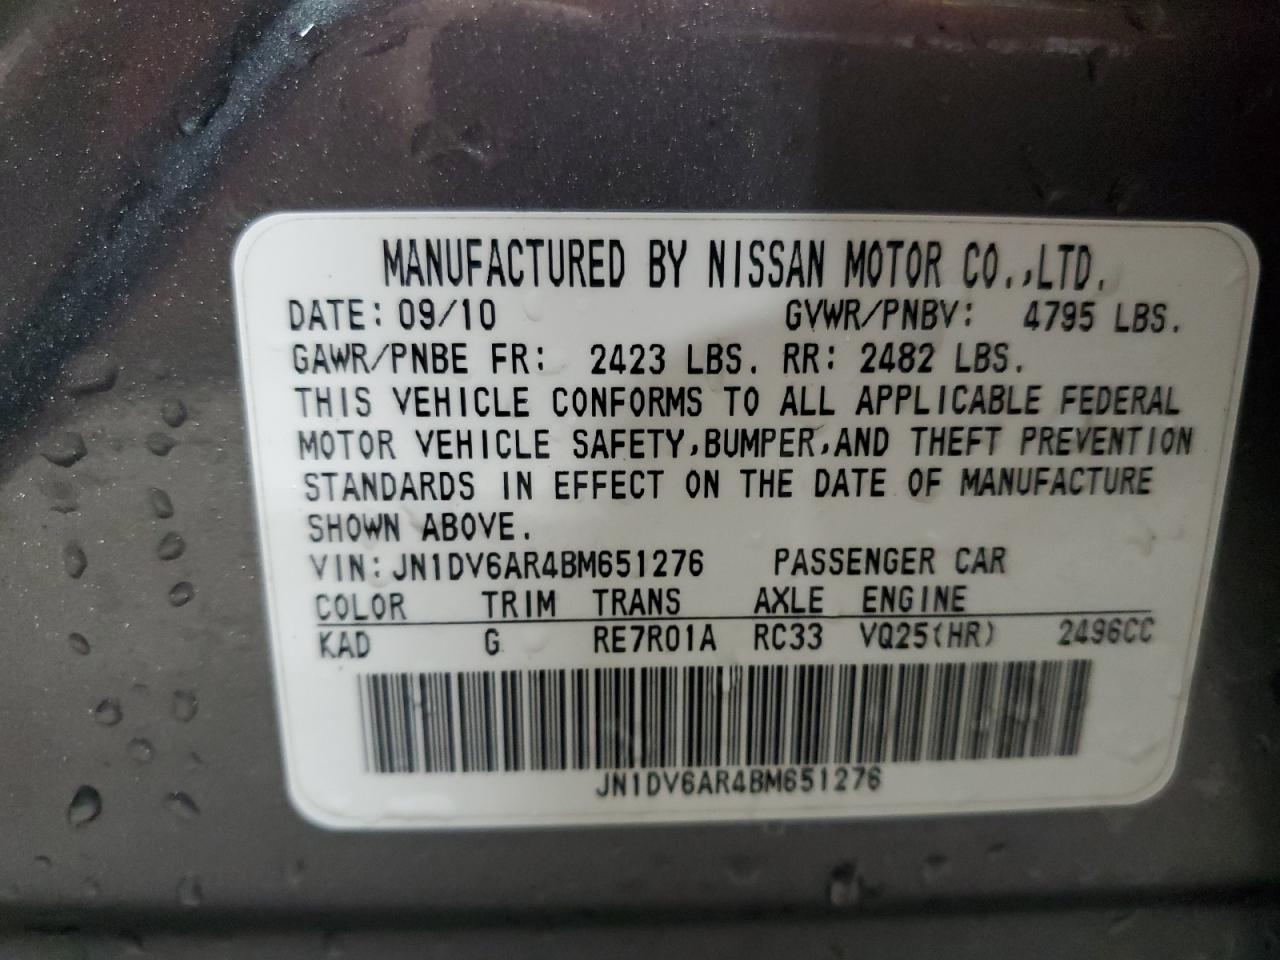 MANUFACTURED BY NISSAN MOTOR CO.,LTD.
DATE: 09/10 GVWR/PNBV: 4795 LBS.
GAWR/PNBE FR: 2423 LBS. RR: 2482 LBS.
THIS VEHICLE CONFORMS TO ALL APPLICABLE FEDERAL
MOTOR VEHICLE SAFETY,BUMPER,AND THEFT PREVENTION
STANDARDS IN EFFECT ON THE DATE OF MANUFACTURE
SHOWN ABOVE.
VIN: JN1DV6AR4BM651276 PASSENGER CAR
COLOR TRIM TRANS AXLE ENGINE
KAD G RE7R01A RC33 VQ25(HR) 2496CC
JN1DV6AR4BM651276